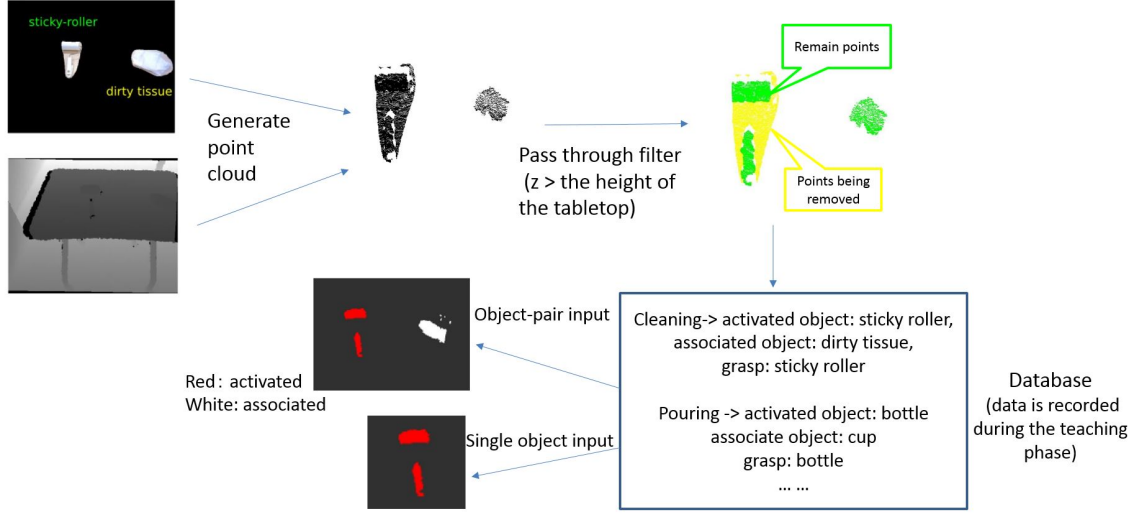 sticky-roller
dirty tissue
Generate
point
cloud
Pass through filter
(z > the height of
the tabletop)
Remain points
Points being
removed
Object-pair input
Red: activated
White: associated
Single object input
Cleaning-> activated object: sticky roller,
associated object: dirty tissue,
grasp: sticky roller
Pouring -> activated object: bottle
associate object: cup
grasp: bottle
... ...
Database
(data is recorded
during the teaching
phase)